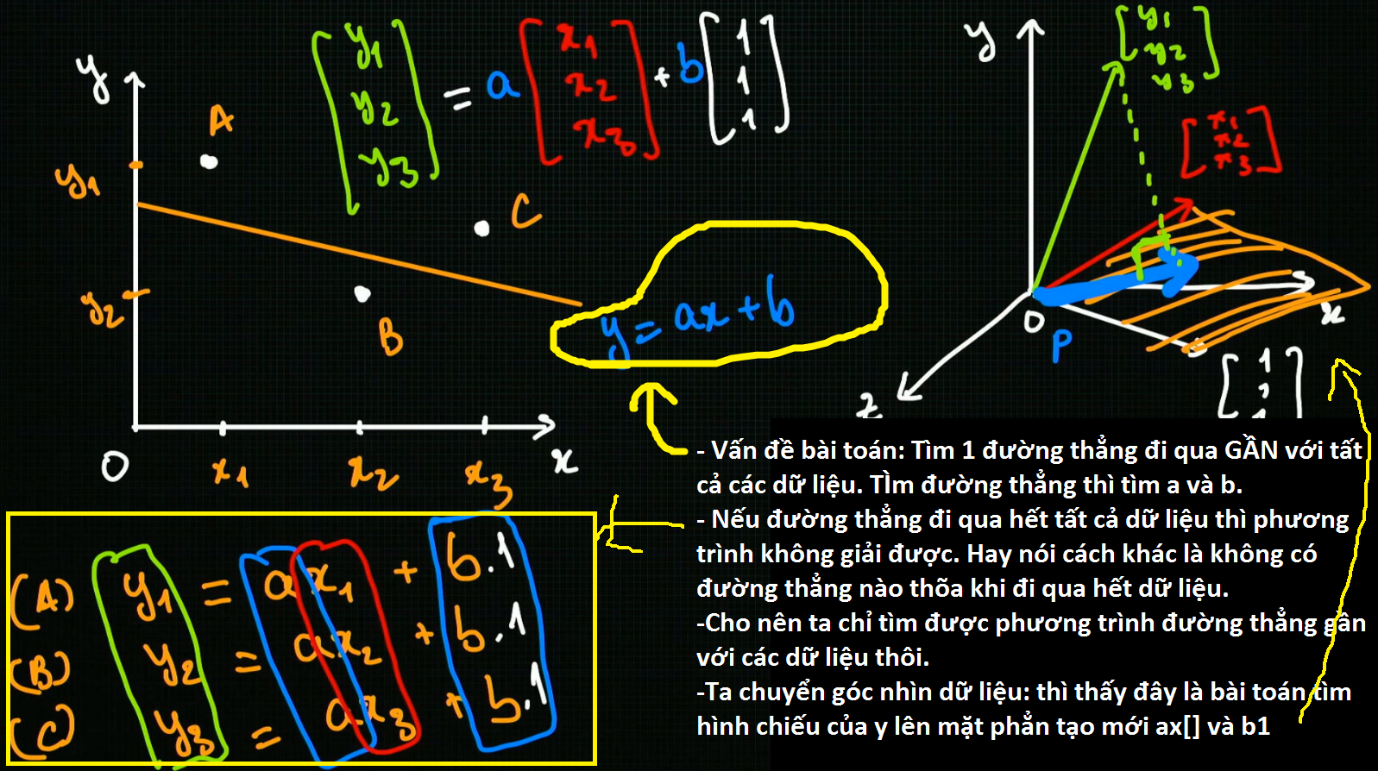 y
A
y₁
y₂
C
B
O
x₁
x₂
x₃
x
[y₁ y₂ y₃] = a [x₁ x₂ x₃] + b [1 1 1]
y = ax + b
y
[y₁ y₂ y₃]
[x₁ x₂ x₃]
O
P
x
z
(A) y₁ = ax₁ + b.1
(B) y₂ = ax₂ + b.1
(C) y₃ = ax₃ + b.1
- Vấn đề bài toán: Tìm 1 đường thẳng đi qua GẦN với tất
cả các dữ liệu. TÌm đường thẳng thì tìm a và b.
- Nếu đường thẳng đi qua hết tất cả dữ liệu thì phương
trình không giải được. Hay nói cách khác là không có
đường thẳng nào thõa khi đi qua hết dữ liệu.
-Cho nên ta chỉ tìm được phương trình đường thẳng gần
với các dữ liệu thôi.
-Ta chuyển góc nhìn dữ liệu: thì thấy đây là bài toán tìm
hình chiếu của y lên mặt phẳn tạo mới ax[] và b1